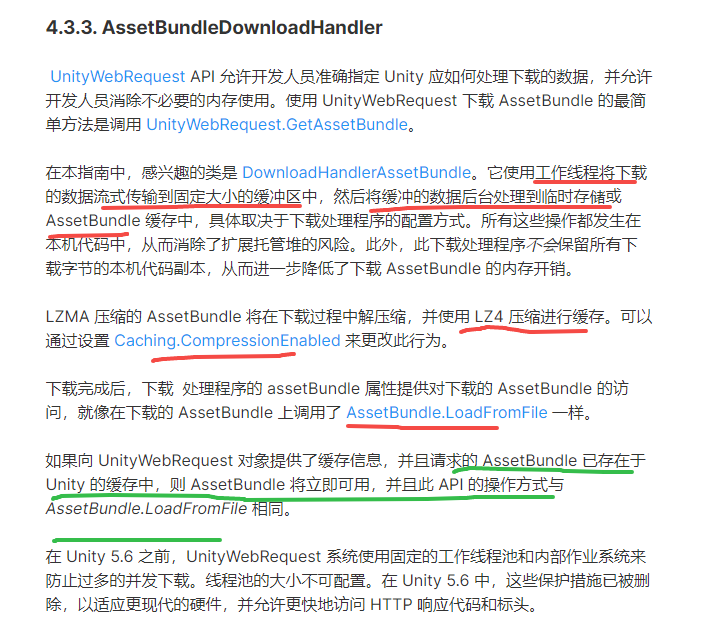 4.3.3. AssetBundleDownloadHandler
UnityWebRequest API 允许开发人员准确指定 Unity 应如何处理下载的数据，并允许
开发人员消除不必要的内存使用。使用 UnityWebRequest 下载 AssetBundle 的最简
单方法是调用 UnityWebRequest.GetAssetBundle。
在本指南中，感兴趣的类是 DownloadHandlerAssetBundle。它使用工作线程将下载
的数据流式传输到固定大小的缓冲区中，然后将缓冲的数据后台处理到临时存储或
AssetBundle 缓存中，具体取决于下载处理程序的配置方式。所有这些操作都发生在
本机代码中，从而消除了扩展托管堆的风险。此外，此下载处理程序不会保留所有下
载字节的本机代码副本，从而进一步降低了下载 AssetBundle 的内存开销。
LZMA 压缩的 AssetBundle 将在下载过程中解压缩，并使用 LZ4 压缩进行缓存。可以
通过设置 Caching.CompressionEnabled 来更改此行为。
下载完成后，下载 处理程序的 assetBundle 属性提供对下载的 AssetBundle 的访
问，就像在下载的 AssetBundle 上调用了 AssetBundle.LoadFromFile 一样。
如果向 UnityWebRequest 对象提供了缓存信息，并且请求的 AssetBundle 已存在于
Unity 的缓存中，则 AssetBundle 将立即可用，并且此 API 的操作方式与
AssetBundle.LoadFromFile 相同。
在 Unity 5.6 之前，UnityWebRequest 系统使用固定的工作线程池和内部作业系统来
防止过多的并发下载。线程池的大小不可配置。在 Unity 5.6 中，这些保护措施已被删
除，以适应更现代的硬件，并允许更快地访问 HTTP 响应代码和标头。